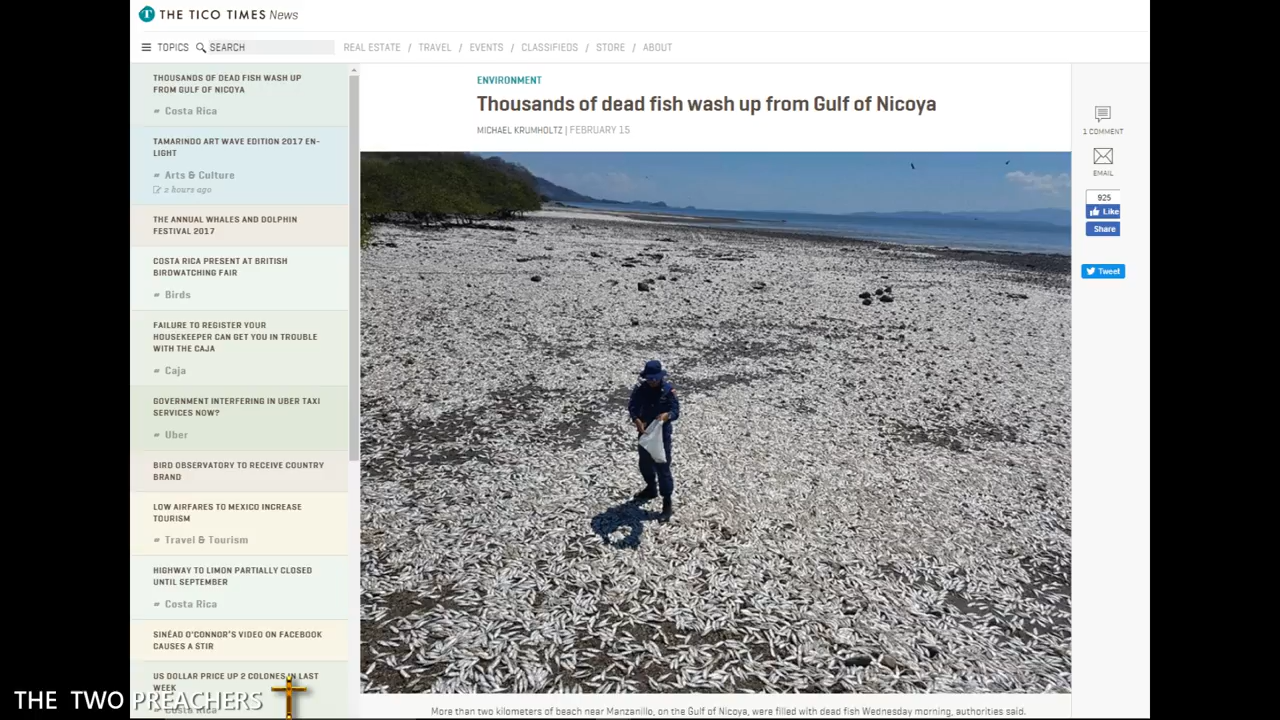 THE TICO TIMES News
TOPICS SEARCH REAL ESTATE / TRAVEL / EVENTS / CLASSIFIEDS / STORE / ABOUT
THOUSANDS OF DEAD FISH WASH UP
FROM GULF OF NICOYA
Costa Rica
TAMARINDO ART WAVE EDITION 2017 EN-
LIGHT
Arts & Culture
2 hours ago
THE ANNUAL WHALES AND DOLPHIN
FESTIVAL 2017
COSTA RICA PRESENT AT BRITISH
BIRDWATCHING FAIR
Birds
FAILURE TO REGISTER YOUR
HOUSEKEEPER CAN GET YOU IN TROUBLE
WITH THE CAJA
Caja
GOVERNMENT INTERFERING IN UBER TAXI
SERVICES NOW?
Uber
BIRD OBSERVATORY TO RECEIVE COUNTRY
BRAND
LOW AIRFARES TO MEXICO INCREASE
TOURISM
Travel & Tourism
HIGHWAY TO LIMON PARTIALLY CLOSED
UNTIL SEPTEMBER
Costa Rica
SINÉAD O'CONNOR'S VIDEO ON FACEBOOK
CAUSES A STIR
US DOLLAR PRICE UP 2 COLONES IN LAST
WEEK
Costa Rica
ENVIRONMENT
Thousands of dead fish wash up from Gulf of Nicoya
MICHAEL KRUMHOLTZ | FEBRUARY 15
More than two kilometers of beach near Manzanillo, on the Gulf of Nicoya, were filled with dead fish Wednesday morning, authorities said.
1 COMMENT
EMAIL
925
Like
Share
Tweet
THE TWO PREACHERS